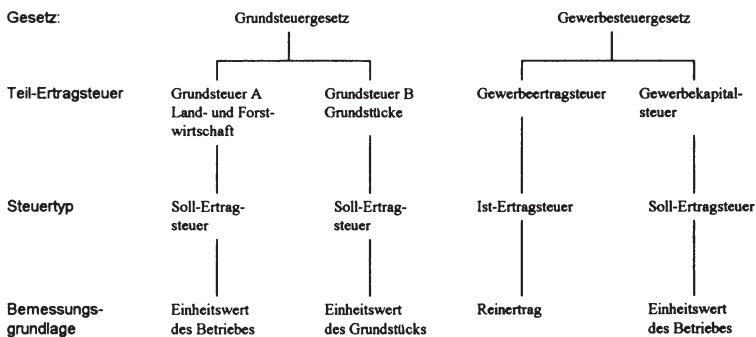 Gesetz: Grundsteuergesetz Gewerbesteuergesetz
Teil-Ertragsteuer Grundsteuer A Grundsteuer B Gewerbeertragsteuer Gewerbekapital-
Land- und Forst- Grundstücke steuer
wirtschaft
Steuertyp Soll-Ertrag- Soll-Ertrag- Ist-Ertragsteuer Soll-Ertragsteuer
steuer steuer
Bemessungs- Einheitswert Einheitswert Reinertrag Einheitswert
grundlage des Betriebes des Grundstücks des Betriebes